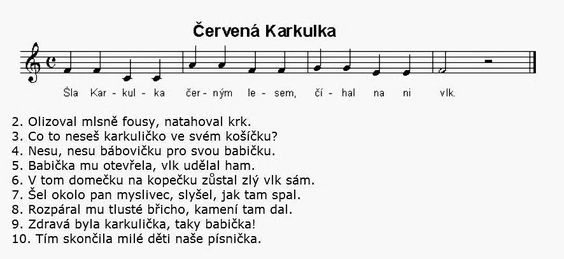 Červená Karkulka
Šla Kar - kul - ka čer - ným le - sem, čí - hal na ni vlk.
2. Olizoval mlsně fousy, natahoval krk.
3. Co to neseš karkuličko ve svém košíčku?
4. Nesu, nesu bábovičku pro svou babičku.
5. Babička mu otevřela, vlk udělal ham.
6. V tom domečku na kopečku zůstal zlý vlk sám.
7. Šel okolo pan myslivec, slyšel, jak tam spal.
8. Rozpáral mu tlusté břicho, kamení tam dal.
9. Zdravá byla karkulička, taky babička!
10. Tím skončila milé děti naše písnička.